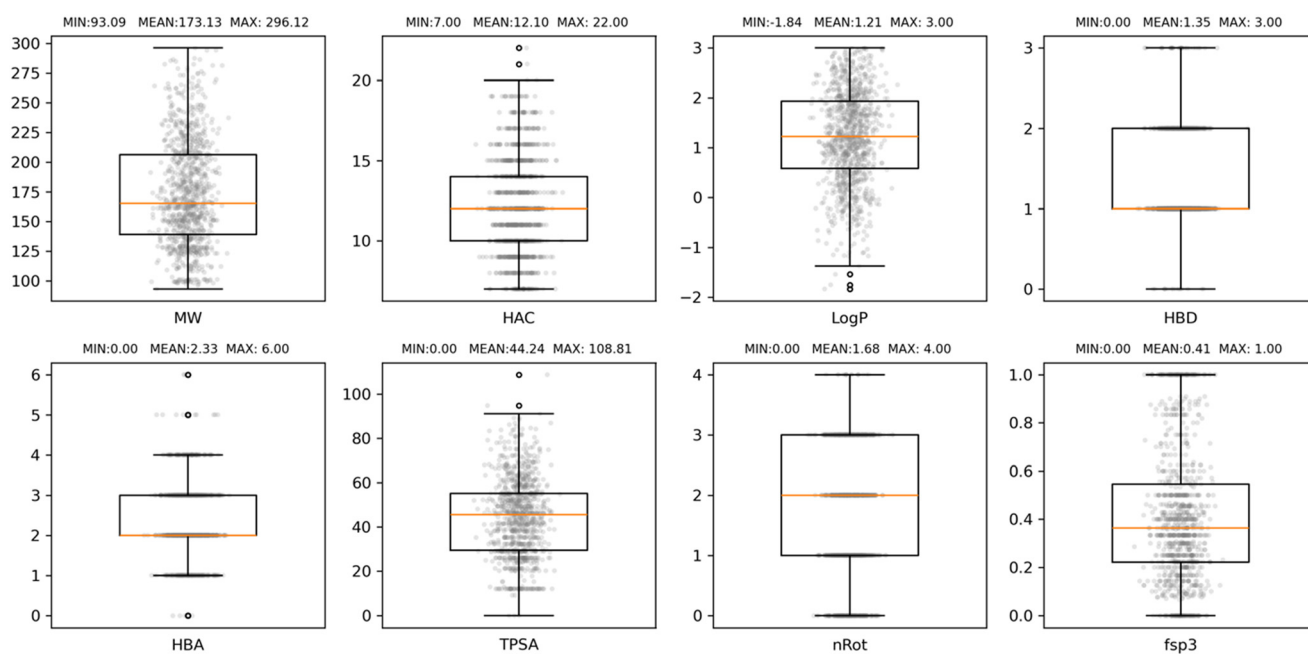 MIN:93.09 MEAN:173.13 MAX: 296.12
300
275
250
225
200
175
150
125
100
MW
MIN:7.00 MEAN:12.10 MAX: 22.00
20
15
10
HAC
MIN:-1.84 MEAN:1.21 MAX: 3.00
3
2
1
0
−1
−2
LogP
MIN:0.00 MEAN:1.35 MAX: 3.00
3
2
1
0
HBD
MIN:0.00 MEAN:2.33 MAX: 6.00
6
5
4
3
2
1
0
HBA
MIN:0.00 MEAN:44.24 MAX: 108.81
100
80
60
40
20
0
TPSA
MIN:0.00 MEAN:1.68 MAX: 4.00
4
3
2
1
0
nRot
MIN:0.00 MEAN:0.41 MAX: 1.00
1.0
0.8
0.6
0.4
0.2
0.0
fsp3